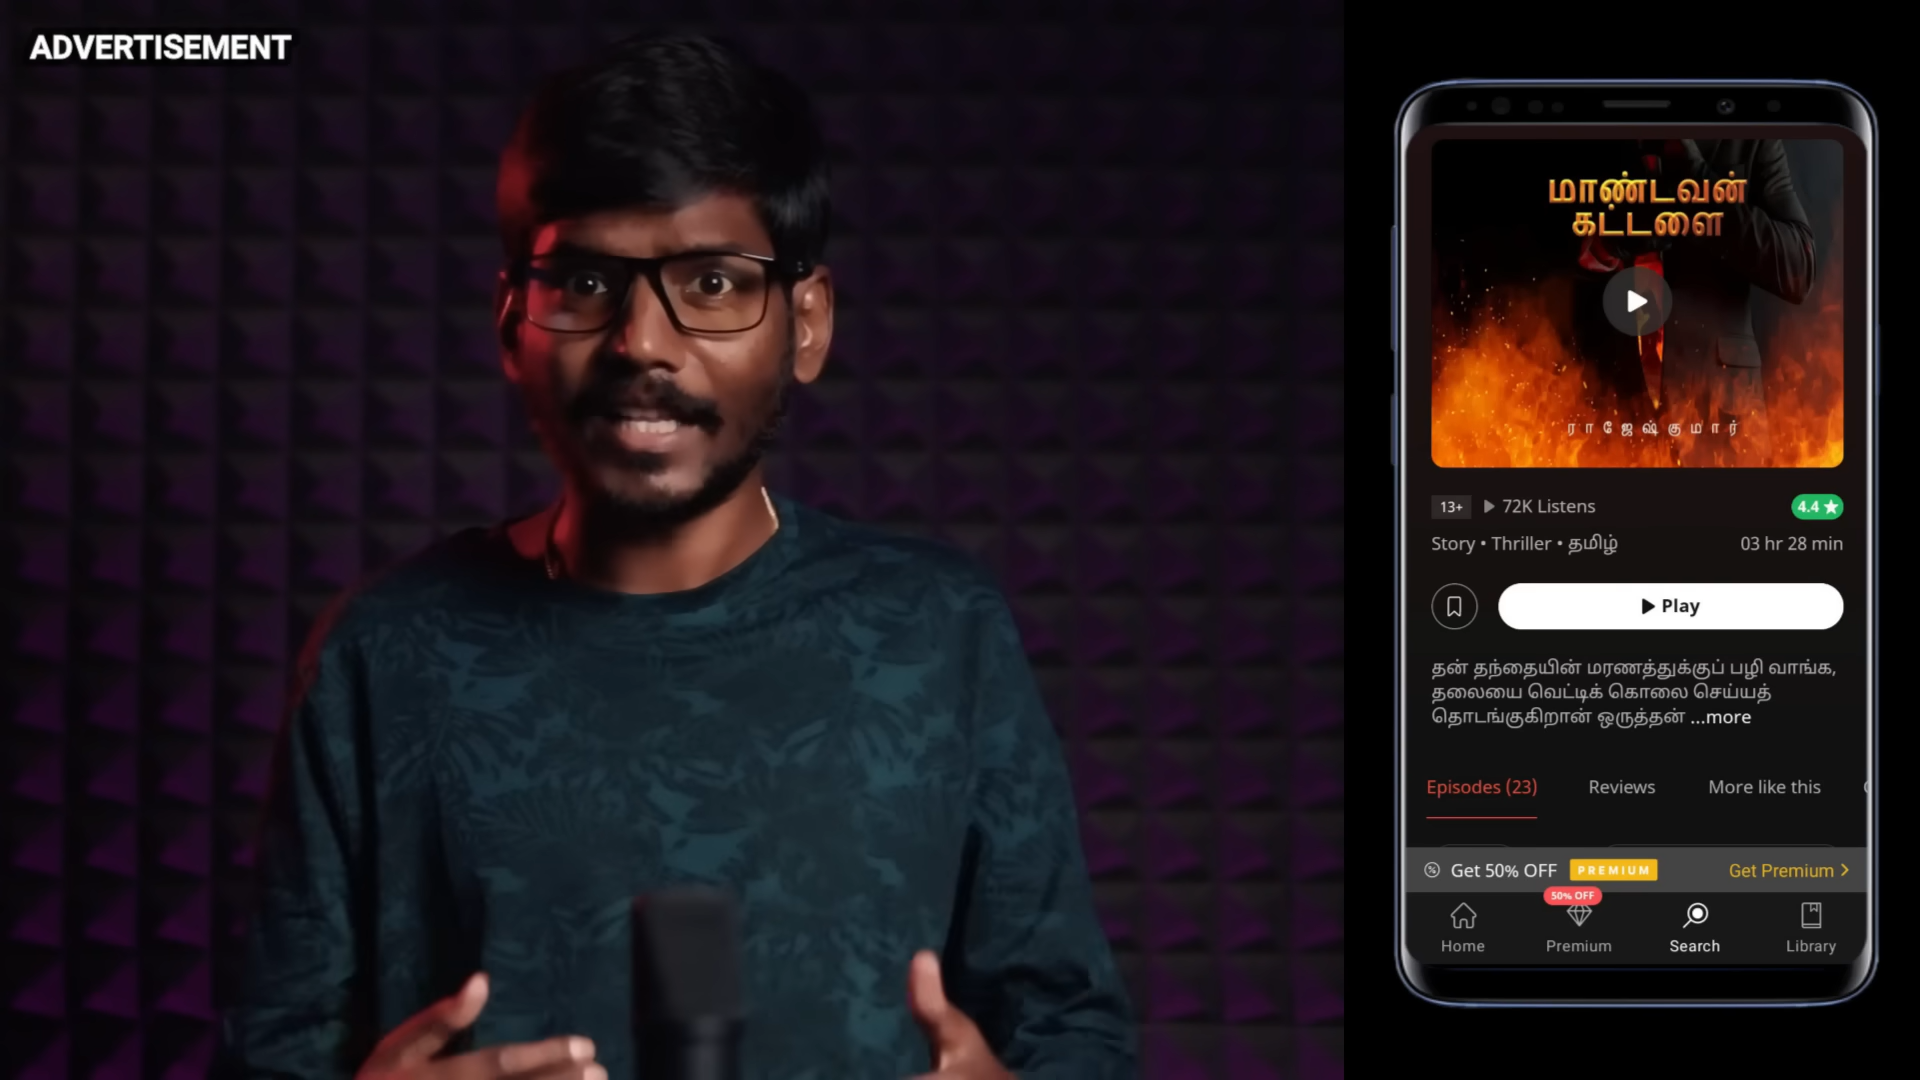 ADVERTISEMENT
மாண்டவன்
கட்டளை
ராஜேஷ்குமார்
13+ 72K Listens 4.4
Story • Thriller • தமிழ் 03 hr 28 min
Play
தன் தந்தையின் மரணத்துக்குப் பழி வாங்க,
தலையை வெட்டிக் கொலை செய்யத்
தொடங்குகிறான் ஒருத்தன் ...more
Episodes (23) Reviews More like this
Get 50% OFF PREMIUM Get Premium
50% OFF
Home Premium Search Library